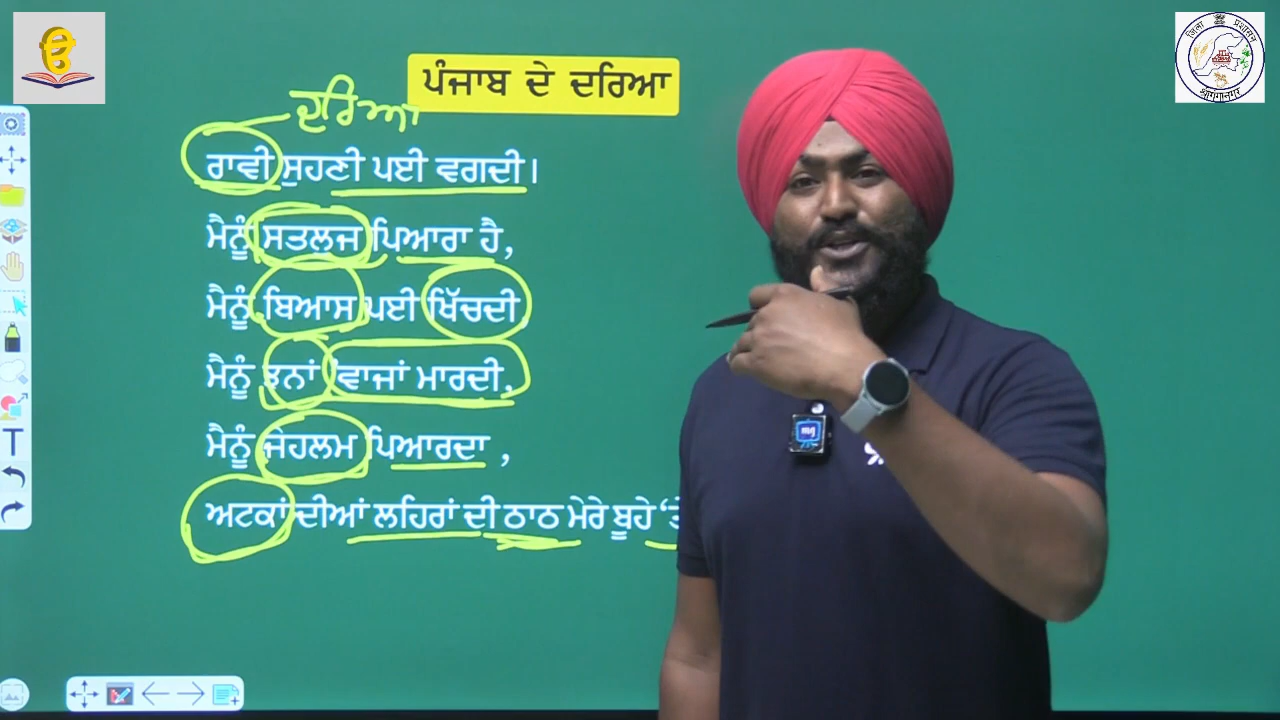 ਪੰਜਾਬ ਦੇ ਦਰਿਆ
ਦਰਿਆ
ਰਾਵੀ ਸੁਹਣੀ ਪਈ ਵਗਦੀ।
ਮੈਨੂੰ ਸਤਲੁਜ ਪਿਆਰਾ ਹੈ,
ਮੈਨੂੰ ਬਿਆਸ ਪਈ ਖਿੱਚਦੀ,
ਮੈਨੂੰ ਝਨਾਂ ਵਾਜਾਂ ਮਾਰਦੀ,
ਮੈਨੂੰ ਜੇਹਲਮ ਪਿਆਰਦਾ ,
ਅਟਕਾਂ ਦੀਆਂ ਲਹਿਰਾਂ ਦੀ ਠਾਠ ਮੇਰੇ ਬੂਹੇ ‘ਤੇ